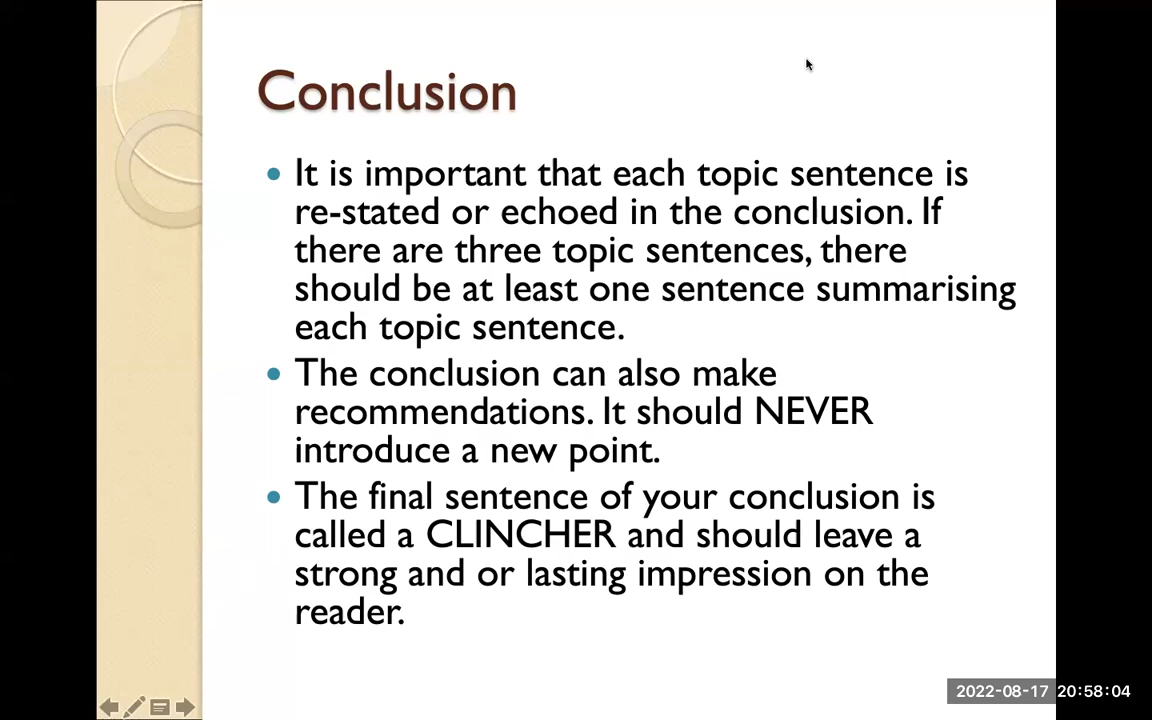 Conclusion
• It is important that each topic sentence is
re-stated or echoed in the conclusion. If
there are three topic sentences, there
should be at least one sentence summarising
each topic sentence.
• The conclusion can also make
recommendations. It should NEVER
introduce a new point.
• The final sentence of your conclusion is
called a CLINCHER and should leave a
strong and or lasting impression on the
reader.
2022-08-17 20:58:04